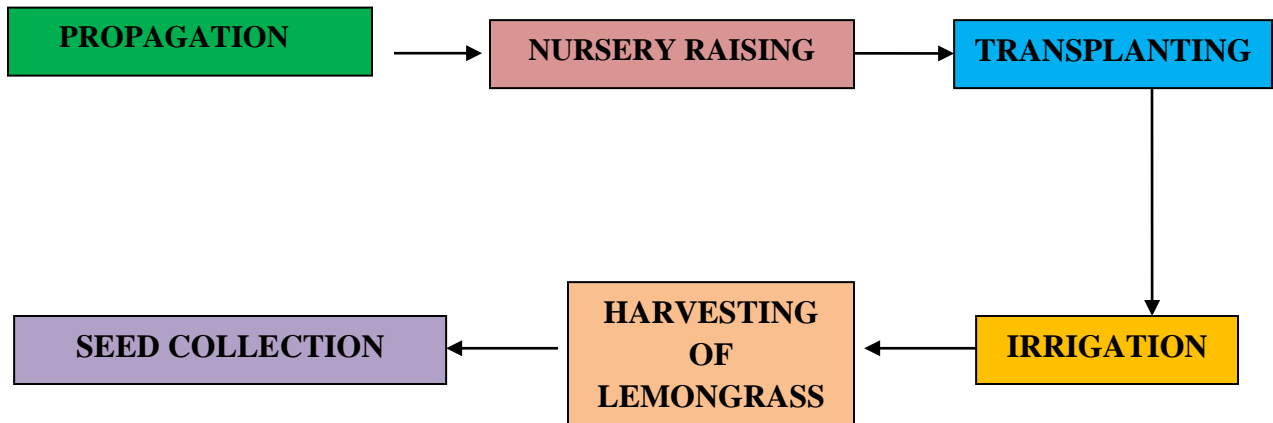 PROPAGATION
NURSERY RAISING
TRANSPLANTING
IRRIGATION
HARVESTING
OF
LEMONGRASS
SEED COLLECTION